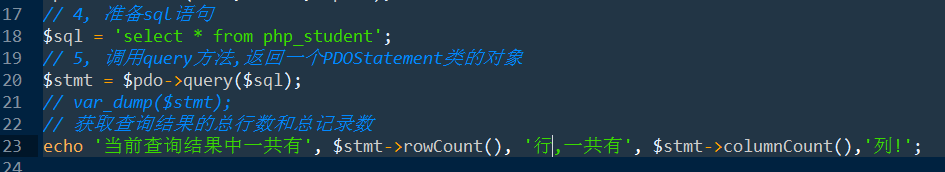 17 // 4, 准备sql语句
18 $sql = 'select * from php_student';
19 // 5, 调用query方法,返回一个PDOStatement类的对象
20 $stmt = $pdo->query($sql);
21 // var_dump($stmt);
22 // 获取查询结果的总行数和总记录数
23 echo '当前查询结果中一共有', $stmt->rowCount(), '行,一共有', $stmt->columnCount(),'列!';
24